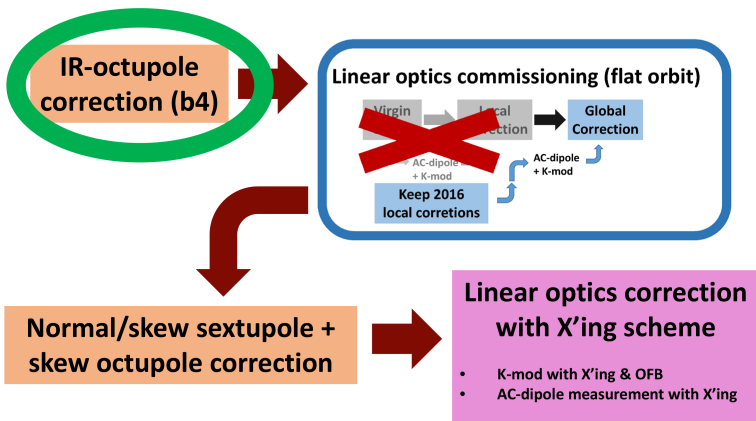 IR-octupole
correction (b4)
Linear optics commissioning (flat orbit)
Virgin
Local
Global
Correction
AC-dipole
+ K-mod
AC-dipole
+ K-mod
Keep 2016
local corretions
Normal/skew sextupole +
skew octupole correction
Linear optics correction
with X'ing scheme
• K-mod with X'ing & OFB
• AC-dipole measurement with X'ing